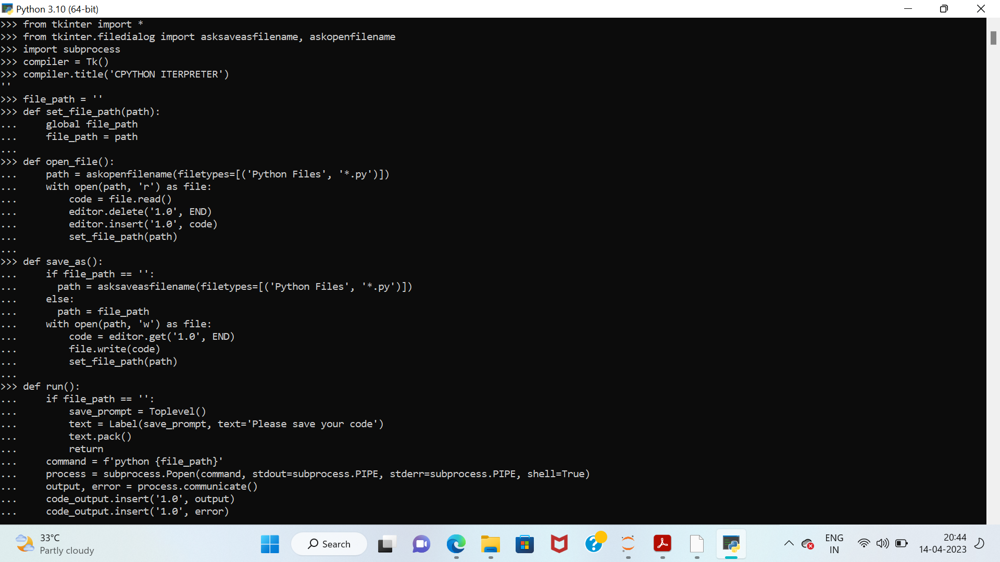 Python 3.10 (64-bit)
>>> from tkinter import *
>>> from tkinter.filedialog import asksaveasfilename, askopenfilename
>>> import subprocess
>>> compiler = Tk()
>>> compiler.title('CPYTHON ITERPRETER')
''
>>> file_path = ''
>>> def set_file_path(path):
...     global file_path
...     file_path = path
...
>>> def open_file():
...     path = askopenfilename(filetypes=[('Python Files', '*.py')])
...     with open(path, 'r') as file:
...         code = file.read()
...         editor.delete('1.0', END)
...         editor.insert('1.0', code)
...         set_file_path(path)
...
>>> def save_as():
...     if file_path == '':
...       path = asksaveasfilename(filetypes=[('Python Files', '*.py')])
...     else:
...       path = file_path
...     with open(path, 'w') as file:
...         code = editor.get('1.0', END)
...         file.write(code)
...         set_file_path(path)
...
>>> def run():
...     if file_path == '':
...         save_prompt = Toplevel()
...         text = Label(save_prompt, text='Please save your code')
...         text.pack()
...         return
...     command = f'python {file_path}'
...     process = subprocess.Popen(command, stdout=subprocess.PIPE, stderr=subprocess.PIPE, shell=True)
...     output, error = process.communicate()
...     code_output.insert('1.0', output)
...     code_output.insert('1.0', error)
33°C
Partly cloudy
Search
ENG
IN
20:44
14-04-2023